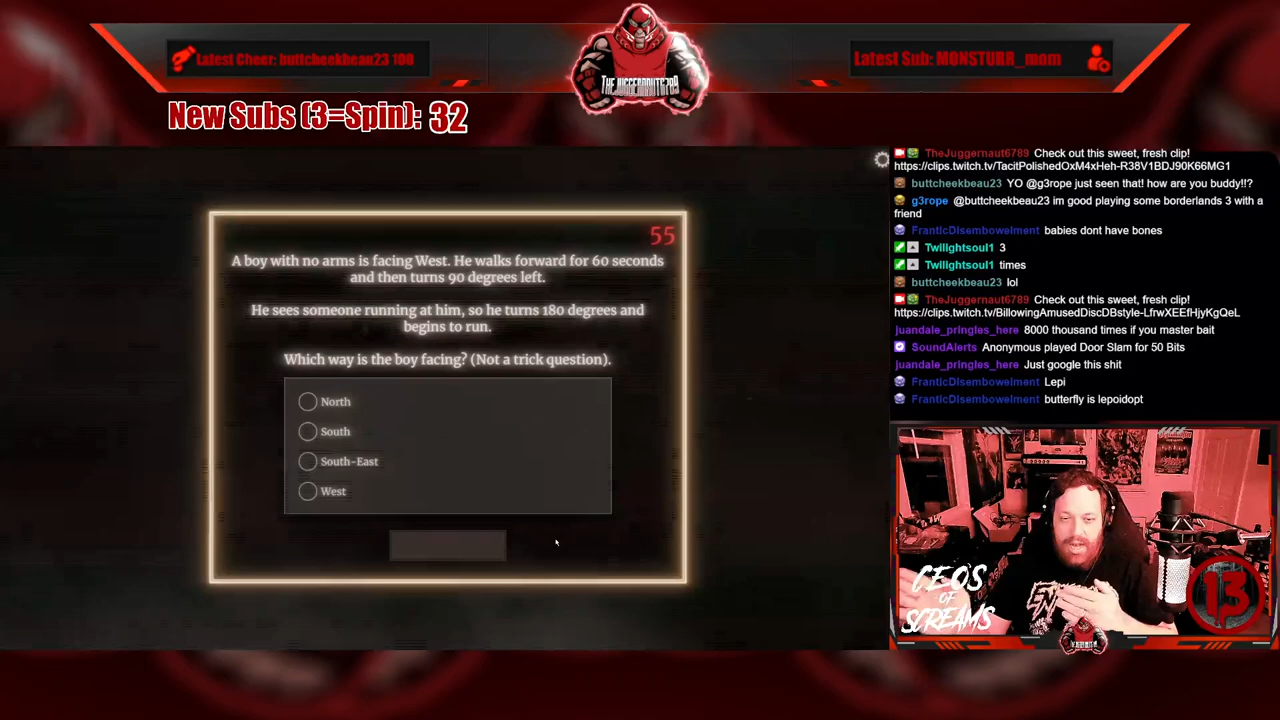 Latest Cheer: buttcheekbeau23 100
THEJUGGERNAUT6789
Latest Sub: MONSTURR_mom
New Subs (3=Spin): 32
55
A boy with no arms is facing West. He walks forward for 60 seconds
and then turns 90 degrees left.
He sees someone running at him, so he turns 180 degrees and
begins to run.
Which way is the boy facing? (Not a trick question).
North
South
South-East
West
TheJuggernaut6789 Check out this sweet, fresh clip!
https://clips.twitch.tv/TacitPolishedOxM4xHeh-R38V1BDJ90K66MG1
buttcheekbeau23 YO @g3rope just seen that! how are you buddy!!?
g3rope @buttcheekbeau23 im good playing some borderlands 3 with a
friend
FranticDisembowelment babies dont have bones
Twilightsoul1 3
Twilightsoul1 times
buttcheekbeau23 lol
TheJuggernaut6789 Check out this sweet, fresh clip!
https://clips.twitch.tv/BillowingAmusedDiscDBstyle-LfrwXEEfHjyKgQeL
juandale_pringles_here 8000 thousand times if you master bait
SoundAlerts Anonymous played Door Slam for 50 Bits
juandale_pringles_here Just google this shit
FranticDisembowelment Lepi
FranticDisembowelment butterfly is lepoidopt
CEOS
OF
SCREAMS
13